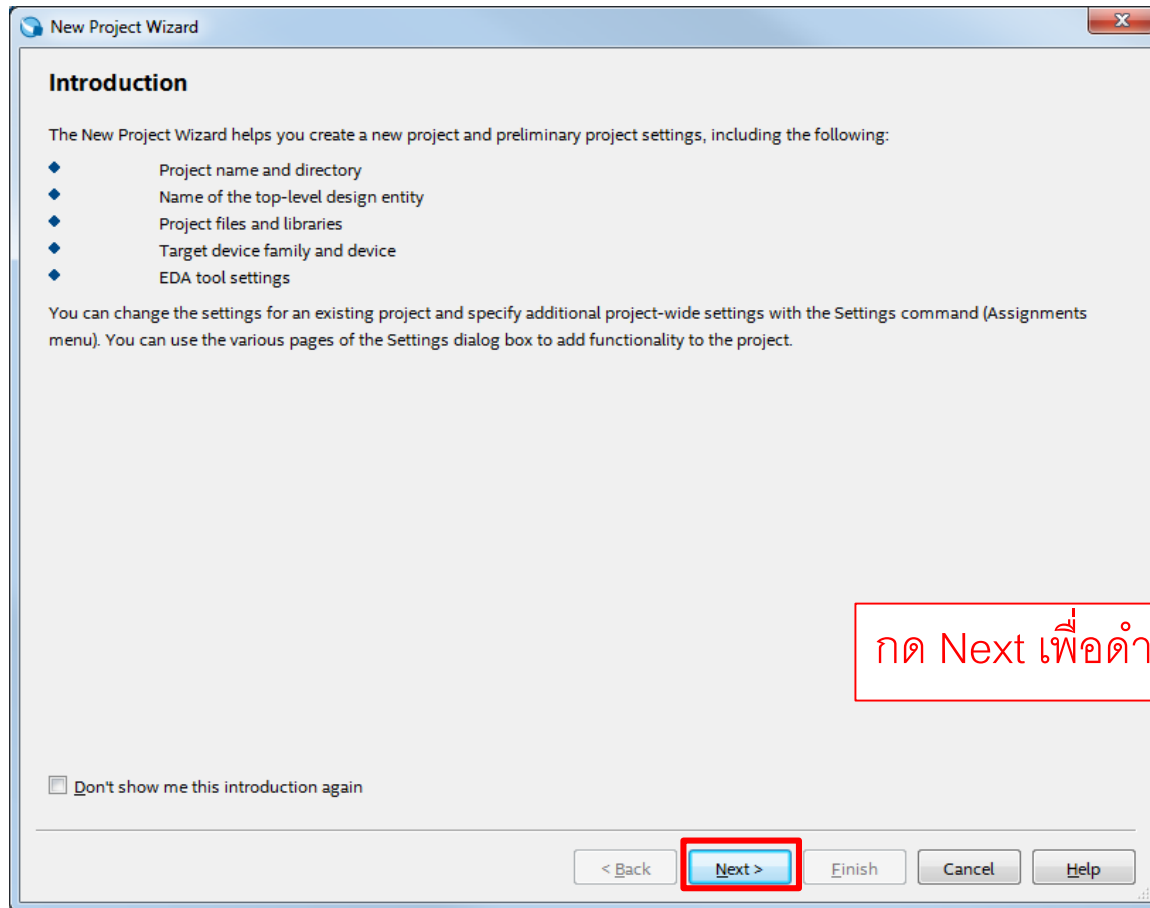 New Project Wizard
Introduction
The New Project Wizard helps you create a new project and preliminary project settings, including the following:
Project name and directory
Name of the top-level design entity
Project files and libraries
Target device family and device
EDA tool settings
You can change the settings for an existing project and specify additional project-wide settings with the Settings command (Assignments
menu). You can use the various pages of the Settings dialog box to add functionality to the project.
กด Next เพื่อดำ
Don't show me this introduction again
< Back Next > Finish Cancel Help